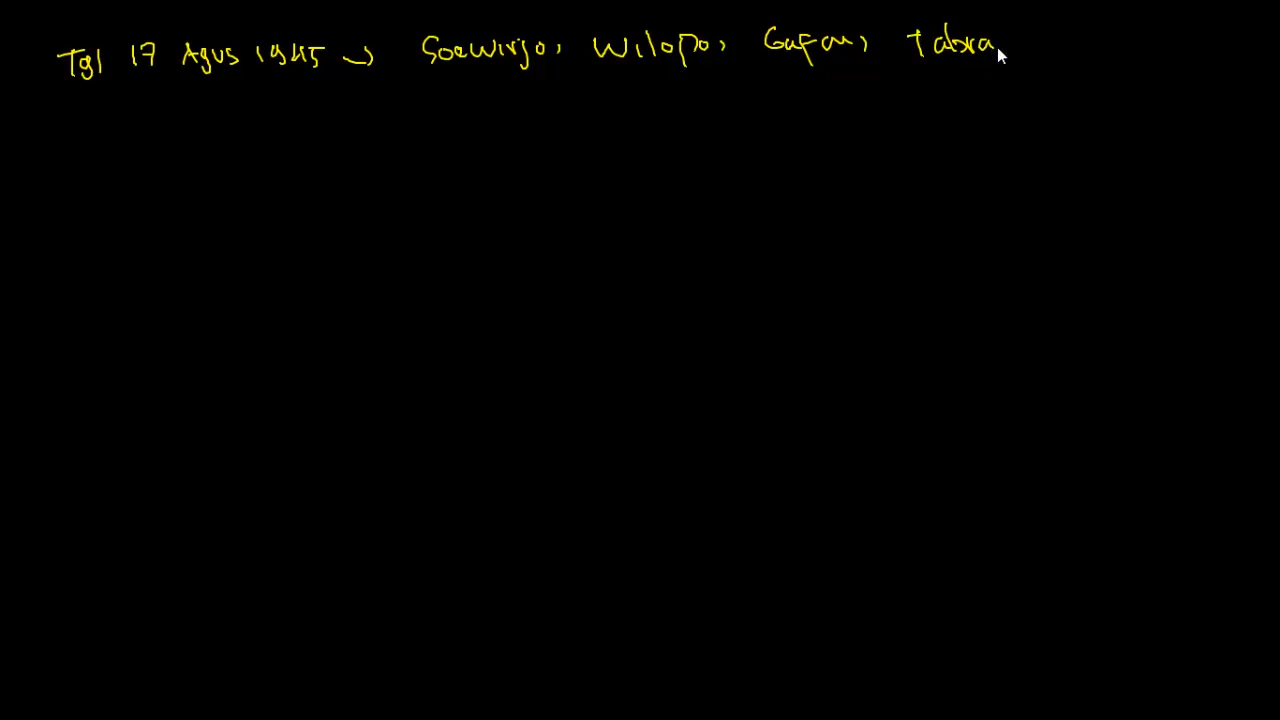 Tgl 17 Agus 1945 → Soewirjo, Wilopo, Gafar, Tabra